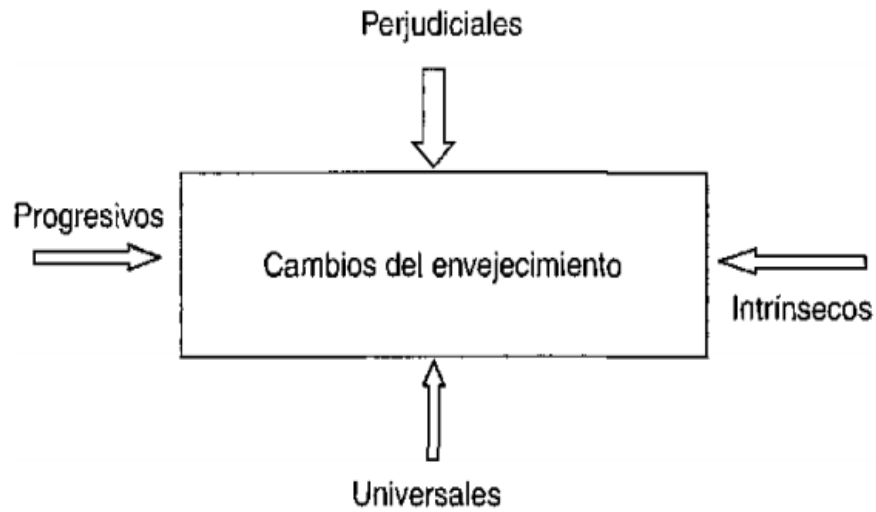 Perjudiciales
Progresivos
Cambios del envejecimiento
Intrínsecos
Universales